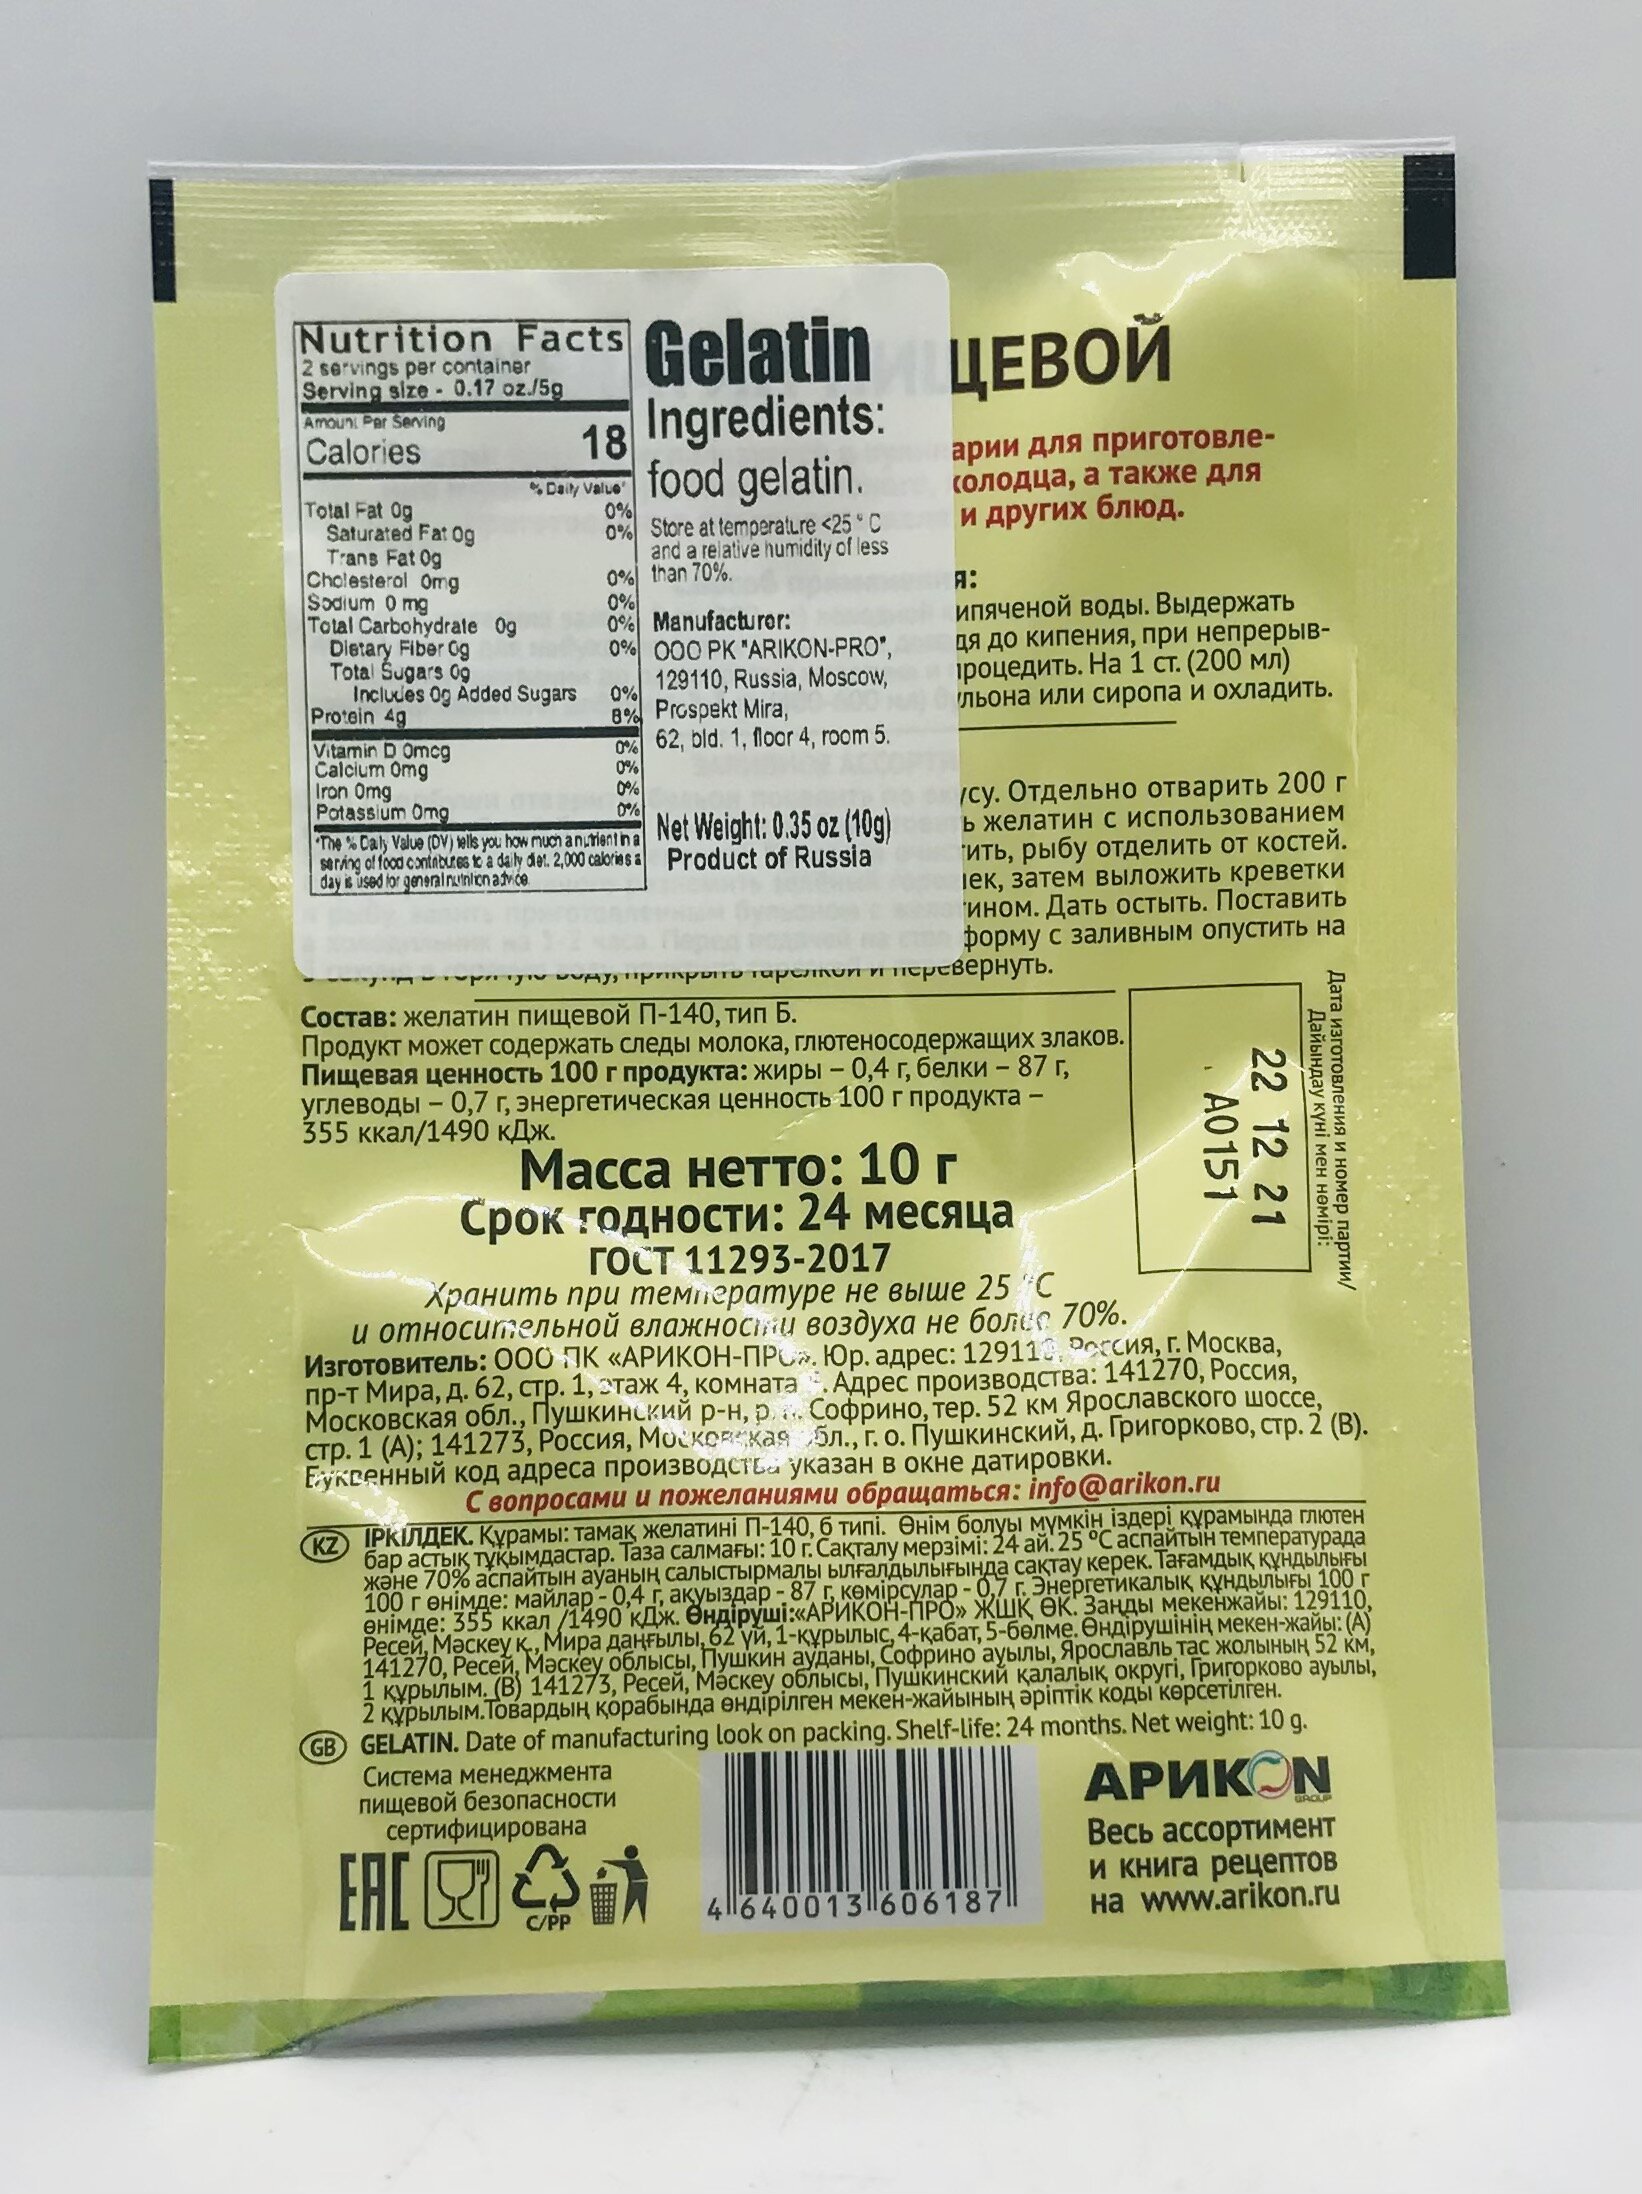 Nutrition Facts
2 servings per container
Serving size - 0.17 oz./5g
Amount Per Serving
Calories 18
% Daily Value*
Total Fat 0g 0%
Saturated Fat 0g 0%
Trans Fat 0g
Cholesterol 0mg 0%
Sodium 0 mg 0%
Total Carbohydrate 0g 0%
Dietary Fiber 0g 0%
Total Sugars 0g
Includes 0g Added Sugars 0%
Protein 4g 8%
Vitamin D 0mcg 0%
Calcium 0mg 0%
Iron 0mg 0%
Potassium 0mg 0%
*The % Daily Value (DV) tells you how much a nutrient in a
serving of food contributes to a daily diet. 2,000 calories a
day is used for general nutrition advice.
Gelatin
Ingredients:
food gelatin.
Store at temperature <25 ° C
and a relative humidity of less
than 70%.
Manufacturer:
OOO PK "ARIKON-PRO",
129110, Russia, Moscow,
Prospekt Mira,
62, bld. 1, floor 4, room 5.
Net Weight: 0.35 oz (10g)
Product of Russia
ИЩЕВОЙ
арии для приготовле-
холодца, а также для
и других блюд.
я:
ипяченой воды. Выдержать
дя до кипения, при непрерыв-
процедить. На 1 ст. (200 мл)
бульона или сиропа и охладить.
усу. Отдельно отварить 200 г
ь желатин с использованием
тить, рыбу отделить от костей.
ек, затем выложить креветки
тином. Дать остыть. Поставить
форму с заливным опустить на
секунд в горячую воду, прикрыть тарелкой и перевернуть.
Состав: желатин пищевой П-140, тип Б.
Продукт может содержать следы молока, глютеносодержащих злаков.
Пищевая ценность 100 г продукта: жиры – 0,4 г, белки – 87 г,
углеводы – 0,7 г, энергетическая ценность 100 г продукта –
355 ккал/1490 кДж.
Масса нетто: 10 г
Срок годности: 24 месяца
ГОСТ 11293-2017
Хранить при температуре не выше 25 °С
и относительной влажности воздуха не более 70%.
Дата изготовления и номер партии/
Дайындау күні мен нөмірі:
22 12 21
А0151
Изготовитель: ООО ПК «АРИКОН-ПРО». Юр. адрес: 129110, Россия, г. Москва,
пр-т Мира, д. 62, стр. 1, этаж 4, комната 5. Адрес производства: 141270, Россия,
Московская обл., Пушкинский р-н, р. п. Софрино, тер. 52 км Ярославского шоссе,
стр. 1 (А); 141273, Россия, Московская обл., г. о. Пушкинский, д. Григорково, стр. 2 (В).
Буквенный код адреса производства указан в окне датировки.
С вопросами и пожеланиями обращаться: info@arikon.ru
KZ ІРКІЛДЕК. Құрамы: тамақ желатині П-140, б типі. Өнім болуы мүмкін іздері құрамында глютен
бар астық тұқымдастар. Таза салмағы: 10 г. Сақталу мерзімі: 24 ай. 25 °С аспайтын температурада
және 70% аспайтын ауаның салыстырмалы ылғалдылығында сақтау керек. Тағамдық құндылығы
100 г өнімде: майлар - 0,4 г, ақуыздар - 87 г, көмірсулар - 0,7 г. Энергетикалық құндылығы 100 г
өнімде: 355 ккал /1490 кДж. Өндіруші:«АРИКОН-ПРО» ЖШҚ ӨК. Заңды мекенжайы: 129110,
Ресей, Мәскеу қ., Мира даңғылы, 62 үй, 1-құрылыс, 4-қабат, 5-бөлме. Өндірушінің мекен-жайы: (А)
141270, Ресей, Мәскеу облысы, Пушкин ауданы, Софрино ауылы, Ярославль тас жолының 52 км,
1 құрылым. (В) 141273, Ресей, Мәскеу облысы, Пушкинский қалалық округі, Григорково ауылы,
2 құрылым.Товардың қорабында өндірілген мекен-жайының әріптік коды көрсетілген.
GB GELATIN. Date of manufacturing look on packing. Shelf-life: 24 months. Net weight: 10 g.
Система менеджмента
пищевой безопасности
сертифицирована
EAC
C/PP
4 640013 606187
АРИКОN
GROUP
Весь ассортимент
и книга рецептов
на www.arikon.ru